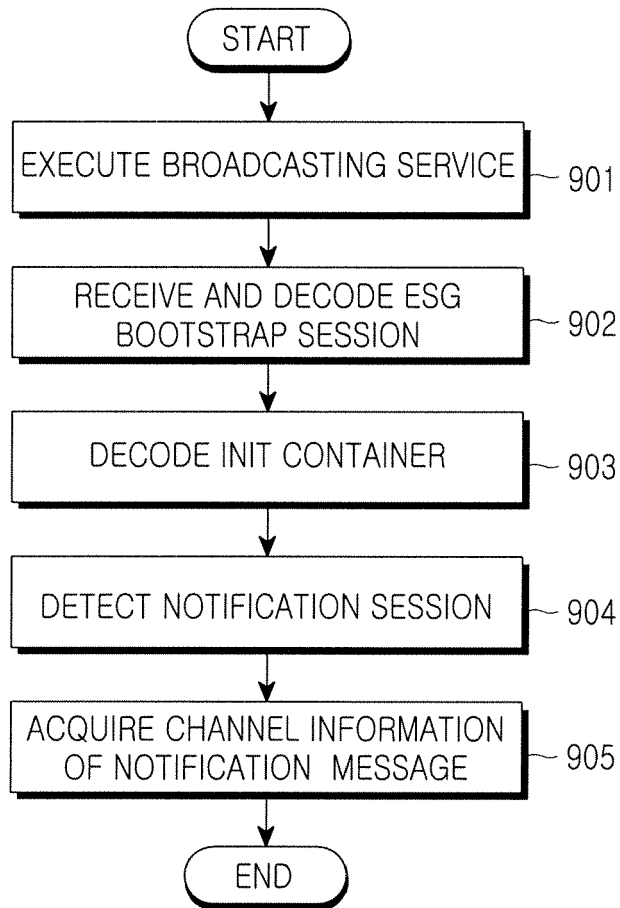 START
EXECUTE BROADCASTING SERVICE
901
RECEIVE AND DECODE ESG
BOOTSTRAP SESSION
902
DECODE INIT CONTAINER
903
DETECT NOTIFICATION SESSION
904
ACQUIRE CHANNEL INFORMATION
OF NOTIFICATION MESSAGE
905
END